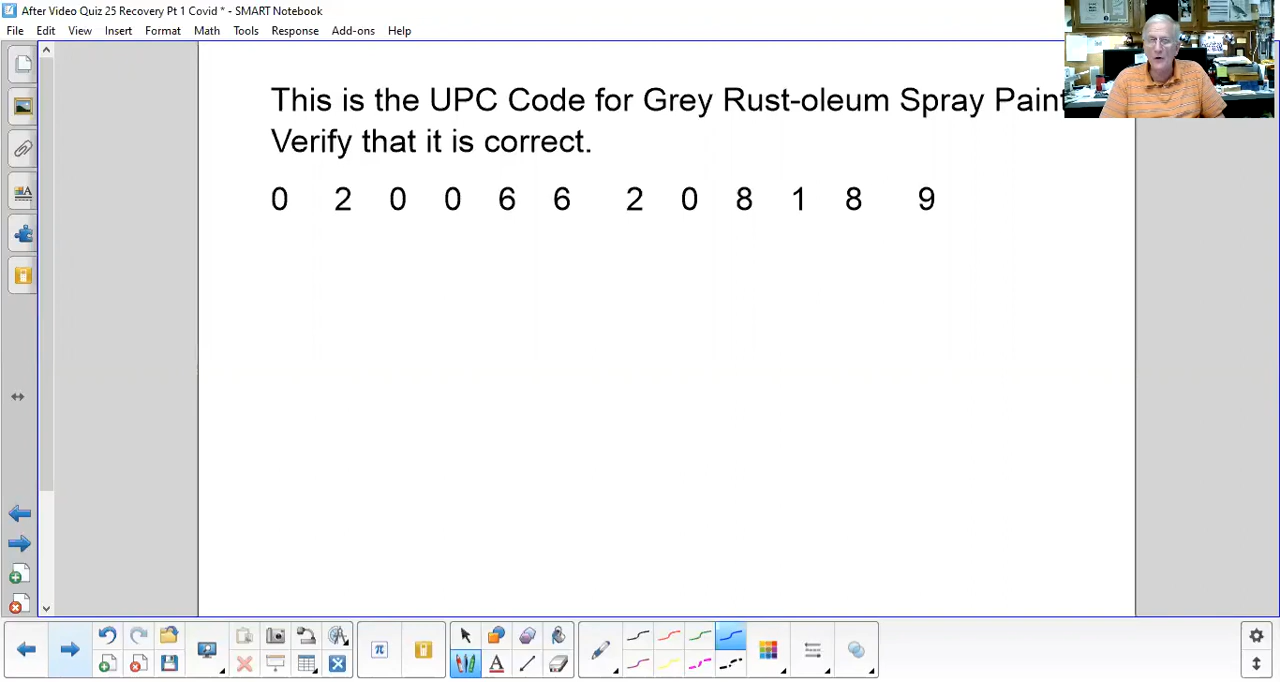 After Video Quiz 25 Recovery Pt 1 Covid * - SMART Notebook
File Edit View Insert Format Math Tools Response Add-ons Help
This is the UPC Code for Grey Rust-oleum Spray Paint
Verify that it is correct.
0 2 0 0 6 6 2 0 8 1 8 9